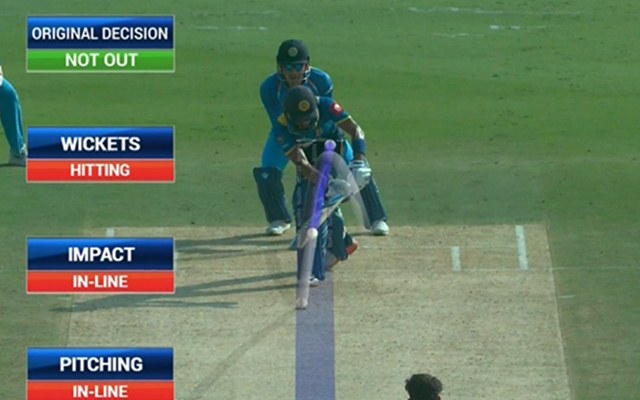 ORIGINAL DECISION
NOT OUT
WICKETS
HITTING
IMPACT
IN-LINE
PITCHING
IN-LINE